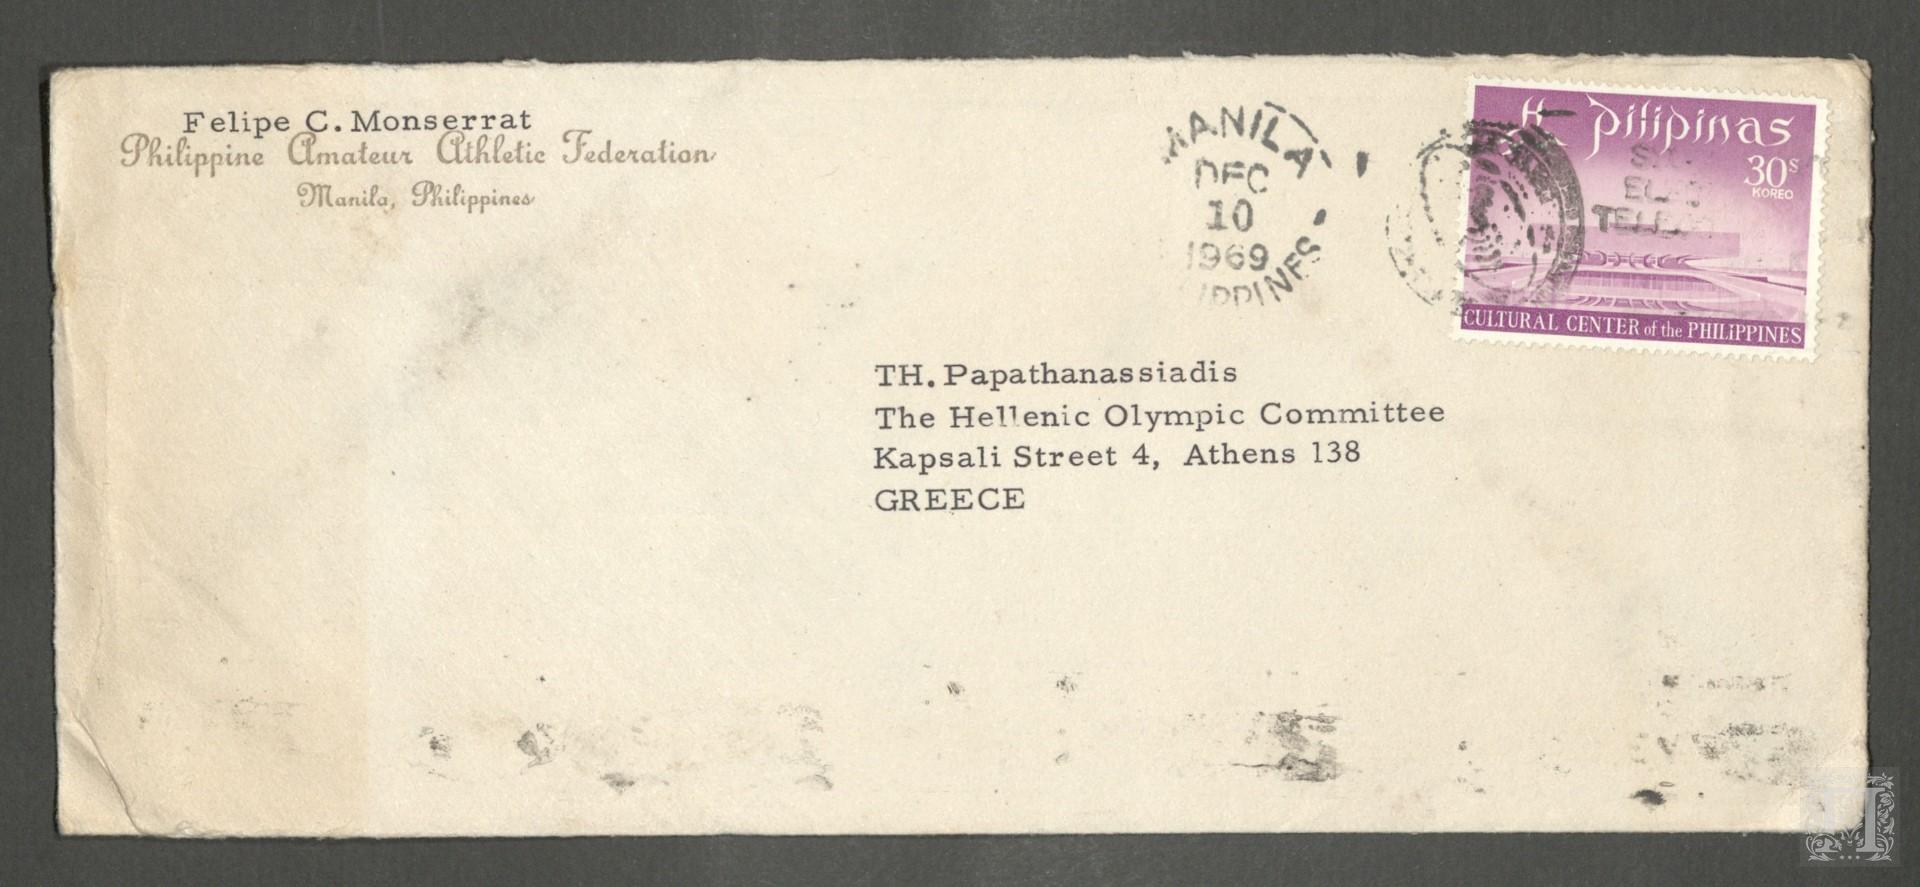 Felipe C. Monserrat
Philippine Amateur Athletic Federation
Manila, Philippines
MANILA
DEC
10
1969
PILIPINAS
30s
KOREO
CULTURAL CENTER of the PHILIPPINES
TH. Papathanassiadis
The Hellenic Olympic Committee
Kapsali Street 4, Athens 138
GREECE